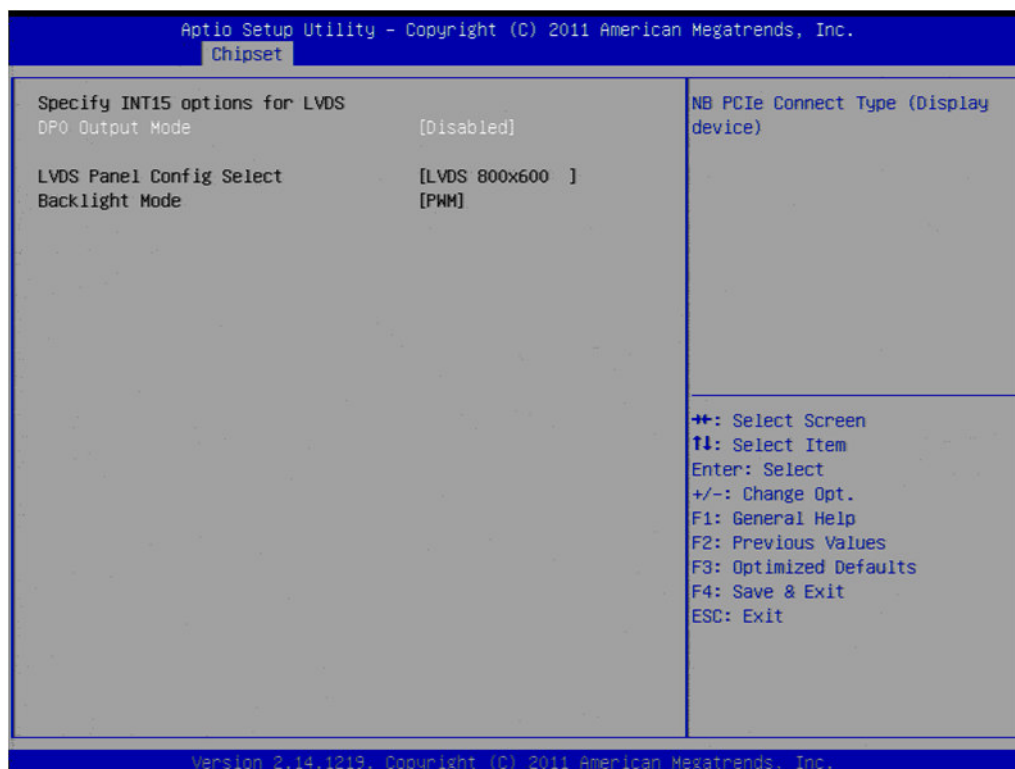 Aptio Setup Utility – Copyright (C) 2011 American Megatrends, Inc.
Chipset
Specify INT15 options for LVDS
DP0 Output Mode [Disabled]
LVDS Panel Config Select [LVDS 800x600 ]
Backlight Mode [PWM]
NB PCIe Connect Type (Display
device)
→←: Select Screen
↑↓: Select Item
Enter: Select
+/-: Change Opt.
F1: General Help
F2: Previous Values
F3: Optimized Defaults
F4: Save & Exit
ESC: Exit
Version 2.14.1219. Copyright (C) 2011 American Megatrends, Inc.